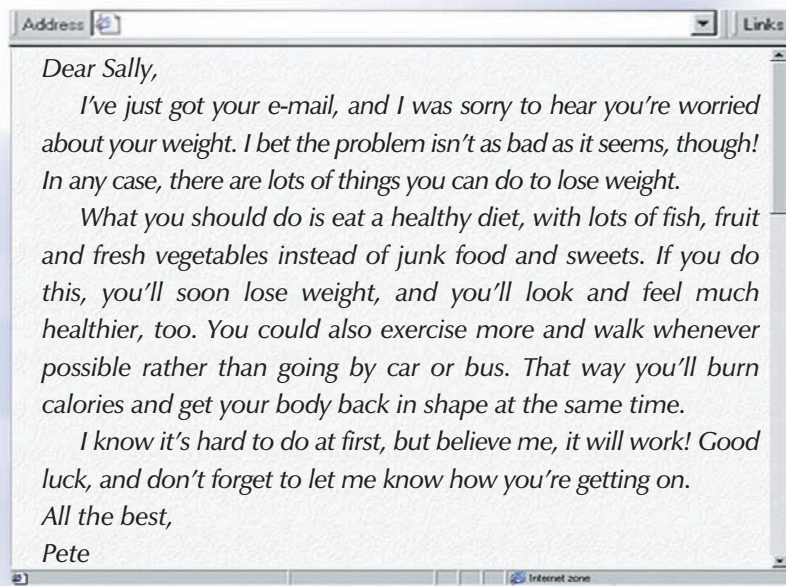 Address
Links
Dear Sally,
I've just got your e-mail, and I was sorry to hear you're worried
about your weight. I bet the problem isn't as bad as it seems, though!
In any case, there are lots of things you can do to lose weight.
What you should do is eat a healthy diet, with lots of fish, fruit
and fresh vegetables instead of junk food and sweets. If you do
this, you'll soon lose weight, and you'll look and feel much
healthier, too. You could also exercise more and walk whenever
possible rather than going by car or bus. That way you'll burn
calories and get your body back in shape at the same time.
I know it's hard to do at first, but believe me, it will work! Good
luck, and don't forget to let me know how you're getting on.
All the best,
Pete
Internet zone